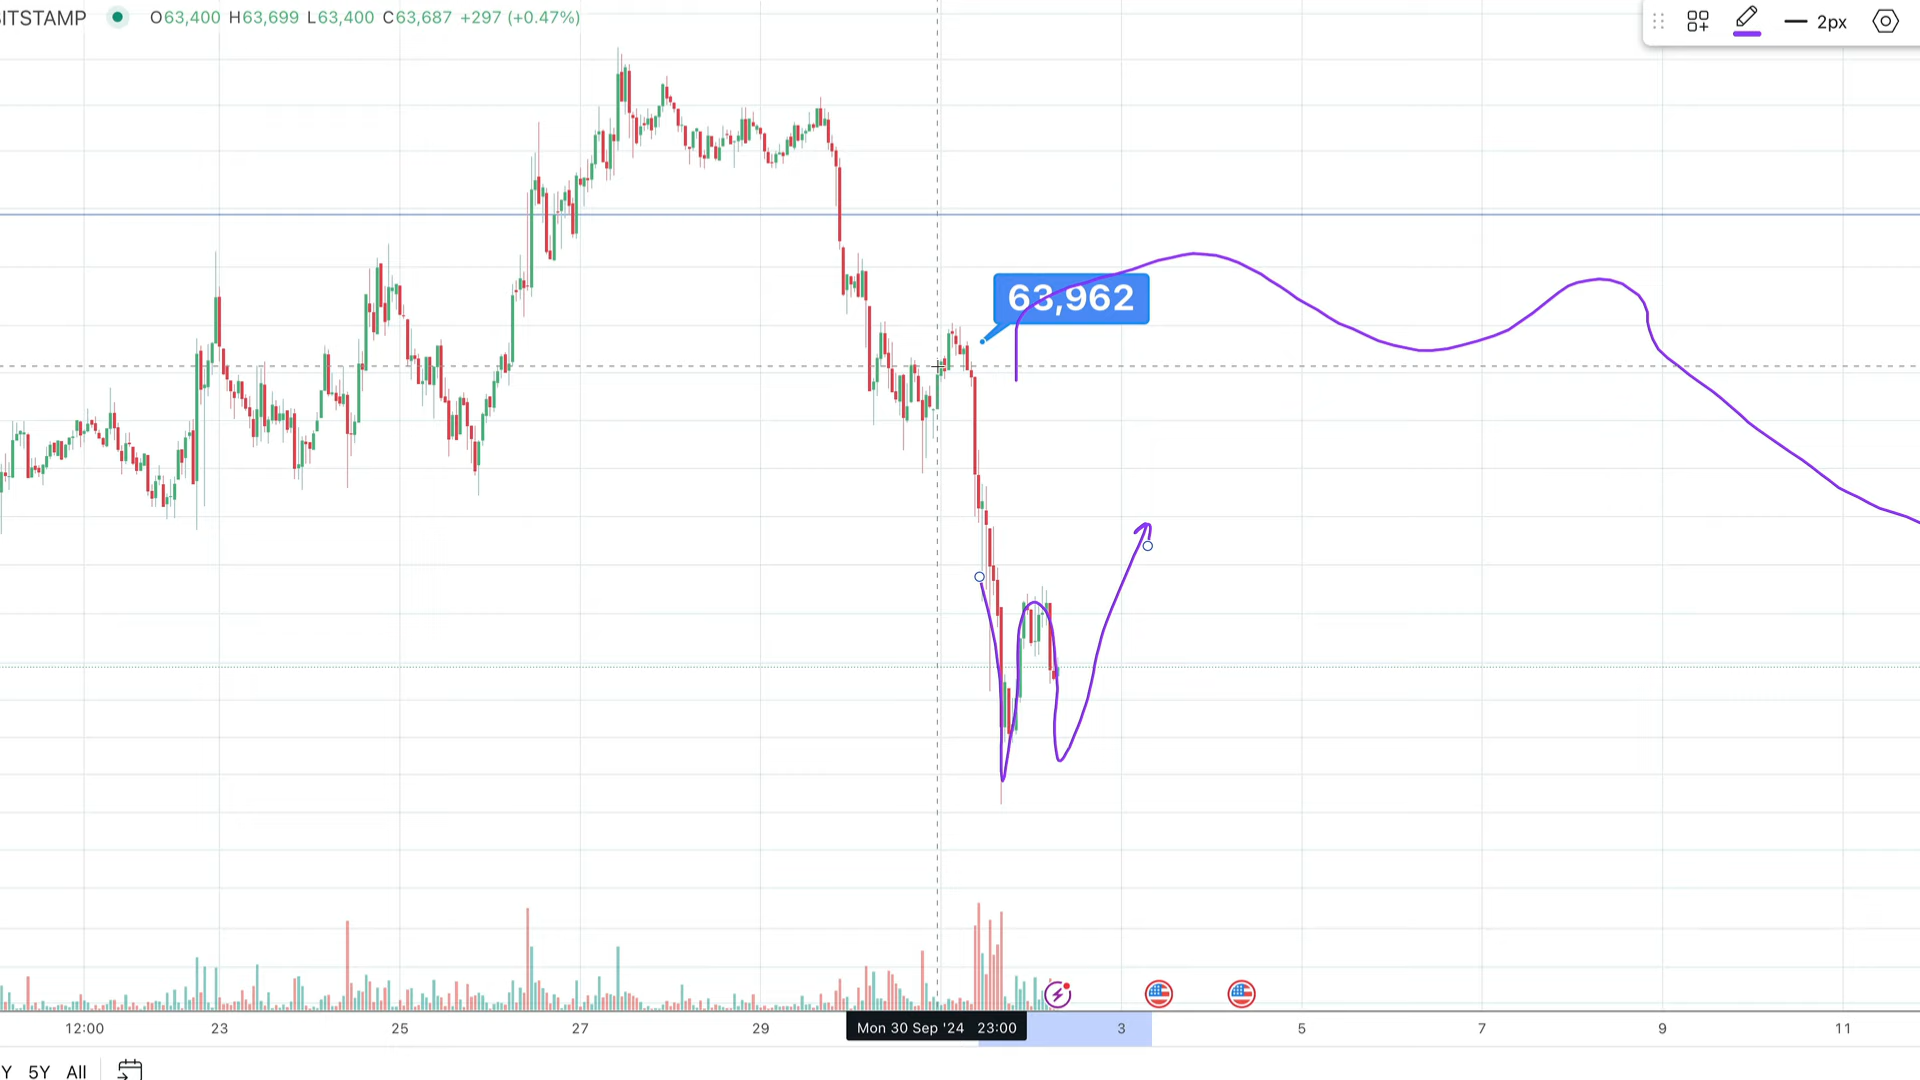 BITSTAMP O63,400 H63,699 L63,400 C63,687 +297 (+0.47%)
2px
63,962
12:00 23 25 27 29 Mon 30 Sep '24 23:00 3 5 7 9 11
Y 5Y All